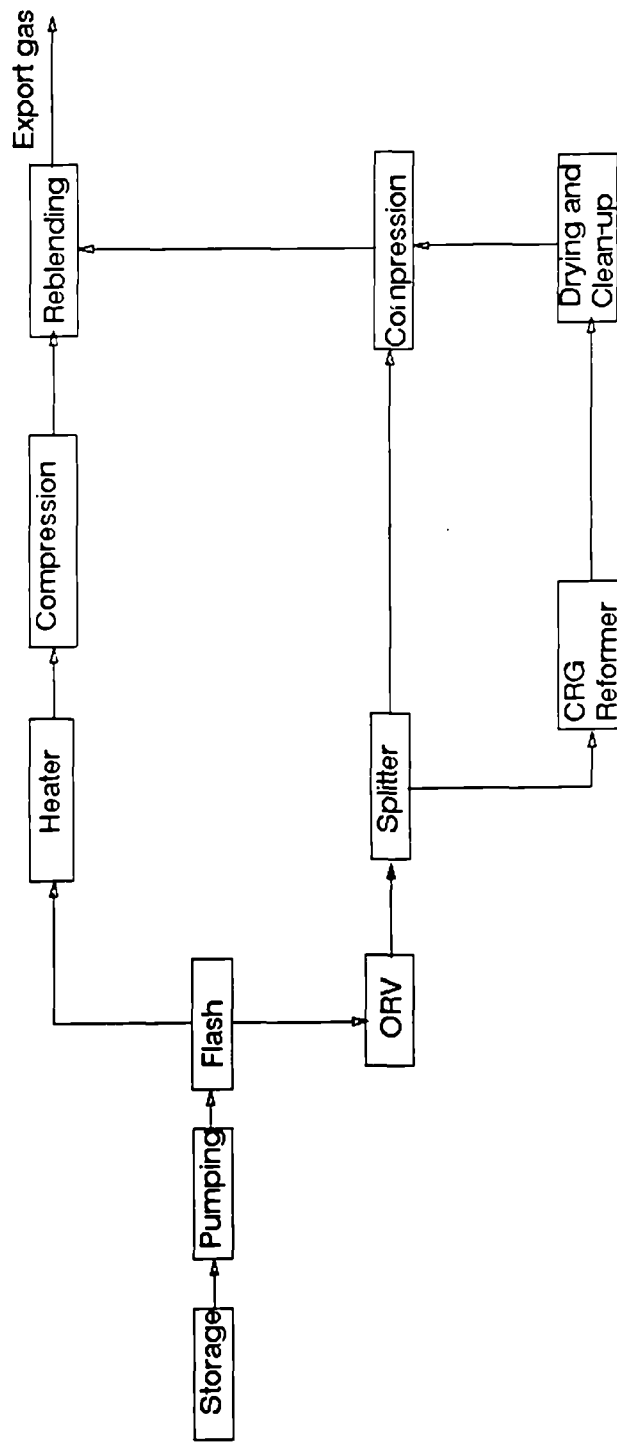 Storage
Pumping
Flash
Heater
Compression
Reblending
Export gas
ORV
Splitter
Compression
CRG
Reformer
Drying and
Clean-up